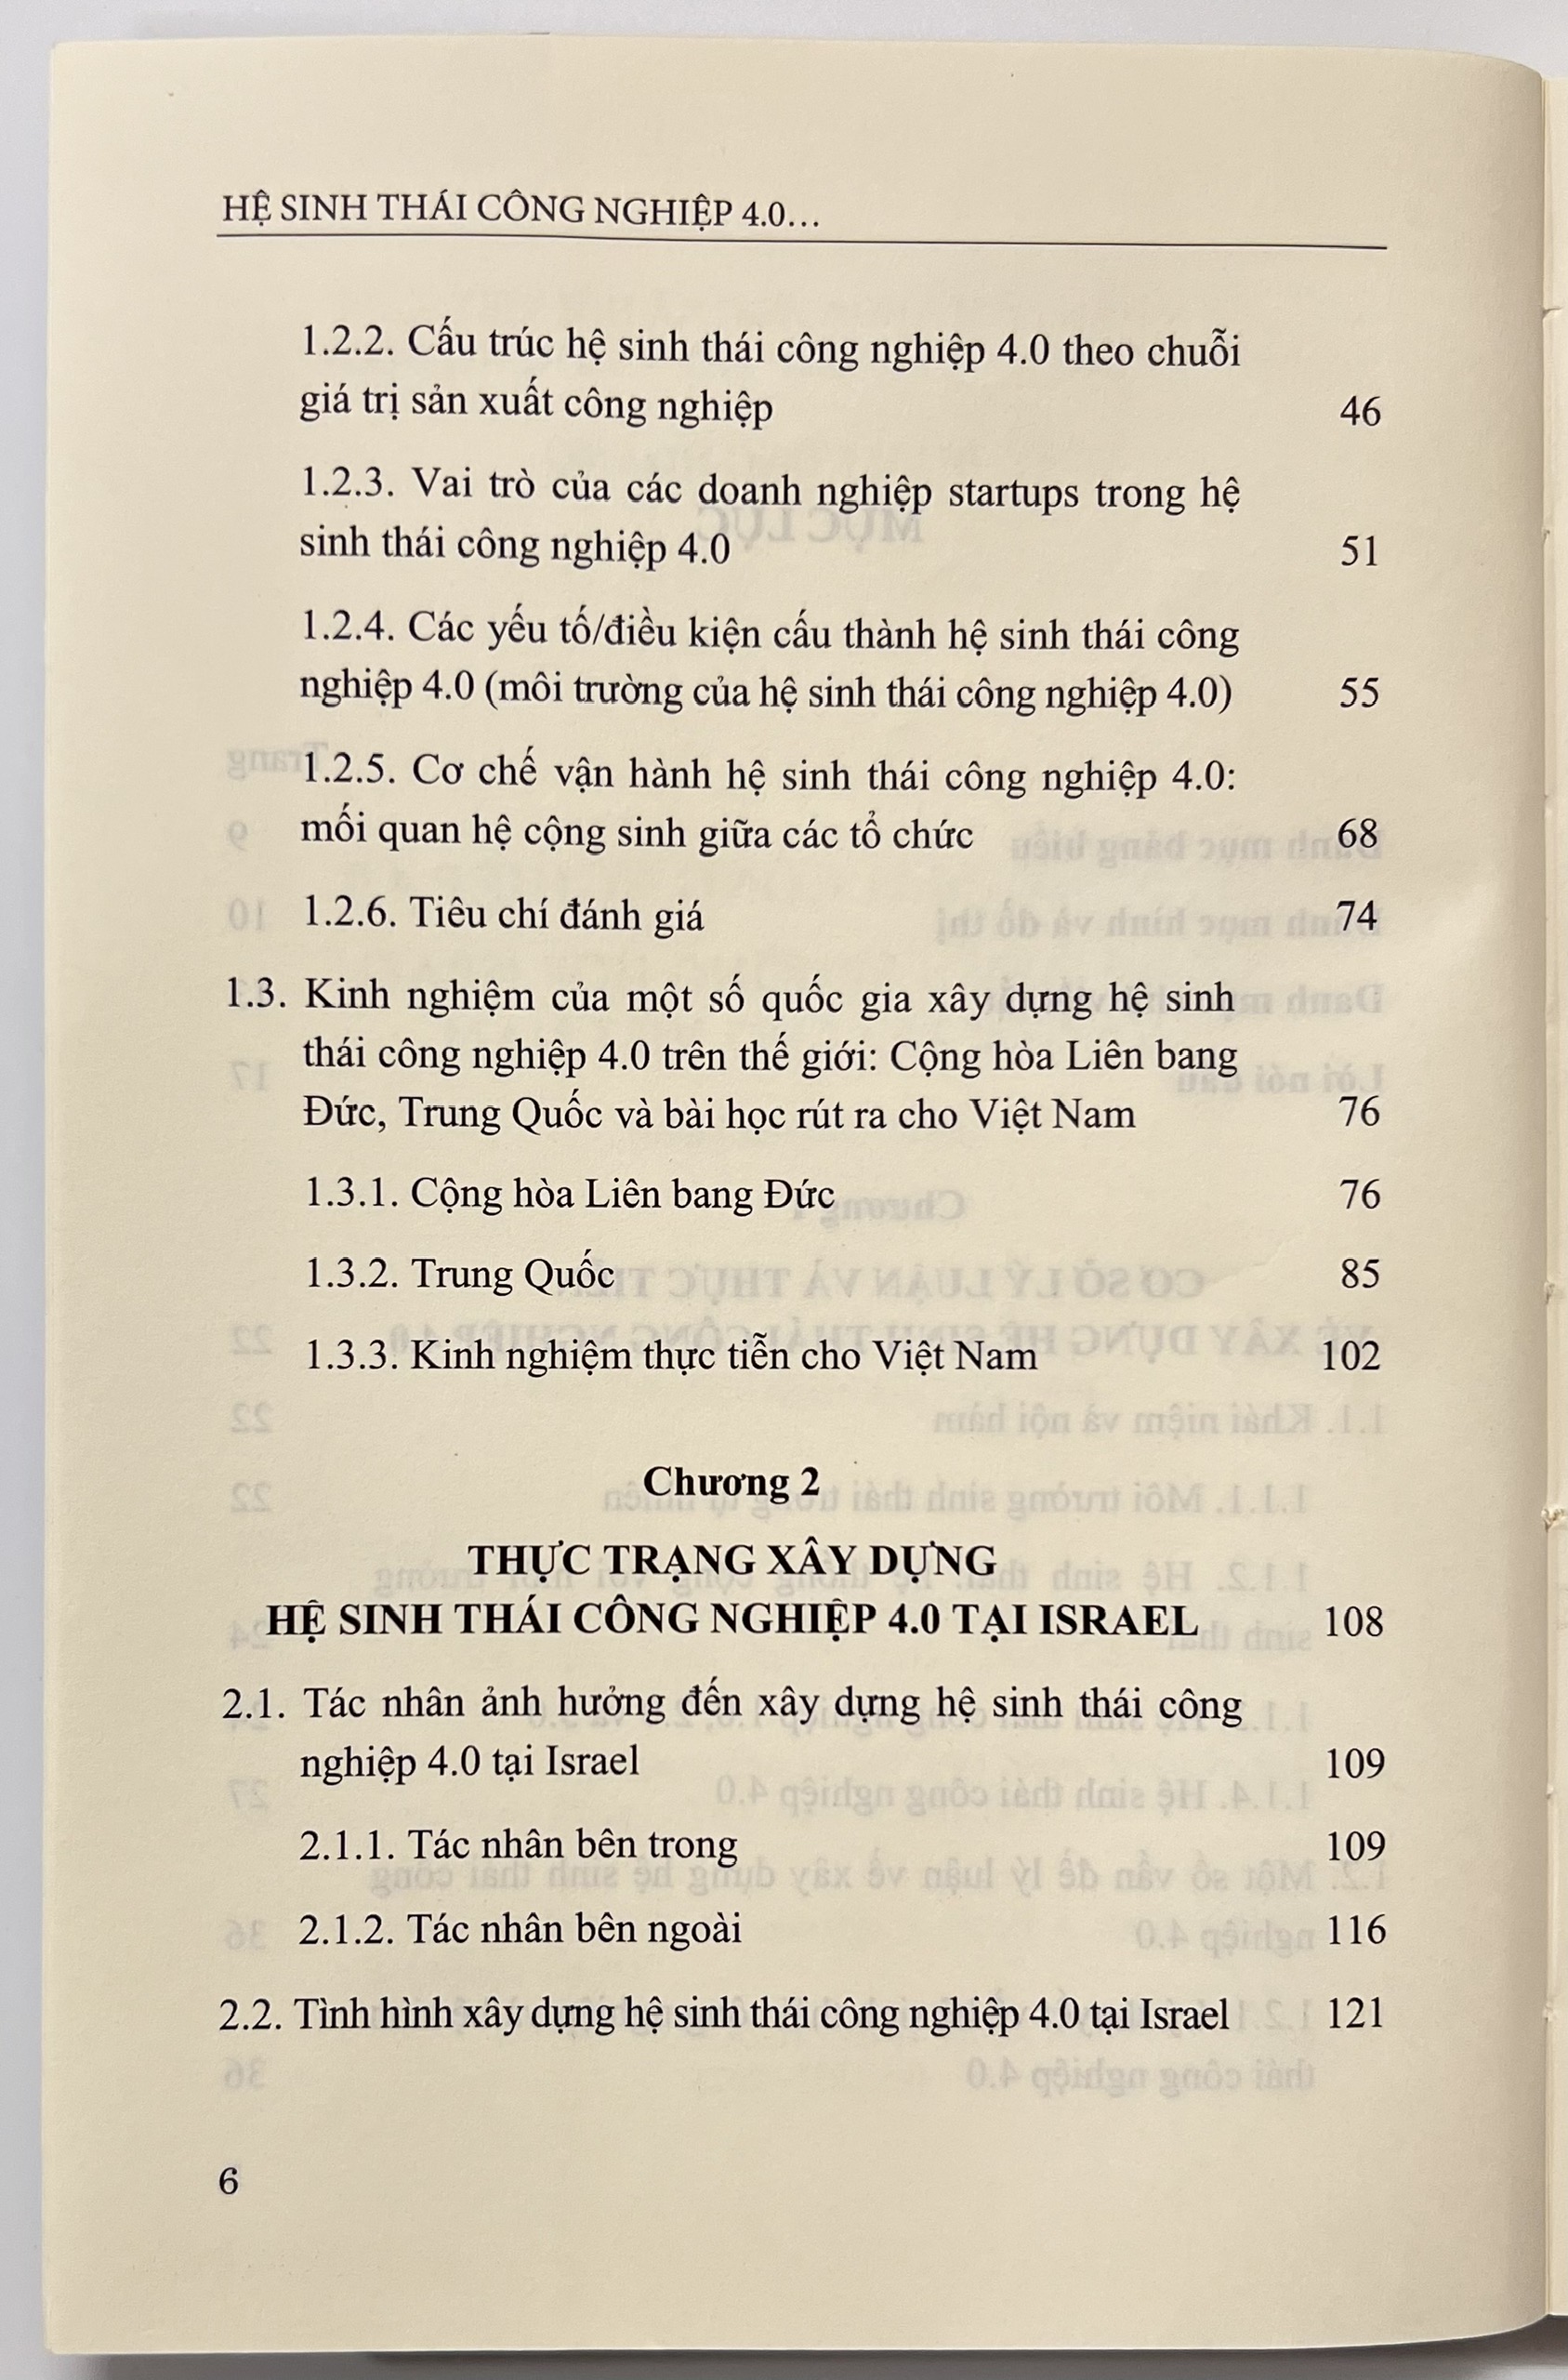 HỆ SINH THÁI CÔNG NGHIỆP 4.0...
1.2.2. Cấu trúc hệ sinh thái công nghiệp 4.0 theo chuỗi
giá trị sản xuất công nghiệp 46
1.2.3. Vai trò của các doanh nghiệp startups trong hệ
sinh thái công nghiệp 4.0 51
1.2.4. Các yếu tố/điều kiện cấu thành hệ sinh thái công
nghiệp 4.0 (môi trường của hệ sinh thái công nghiệp 4.0) 55
1.2.5. Cơ chế vận hành hệ sinh thái công nghiệp 4.0:
mối quan hệ cộng sinh giữa các tổ chức 68
1.2.6. Tiêu chí đánh giá 74
1.3. Kinh nghiệm của một số quốc gia xây dựng hệ sinh
thái công nghiệp 4.0 trên thế giới: Cộng hòa Liên bang
Đức, Trung Quốc và bài học rút ra cho Việt Nam 76
1.3.1. Cộng hòa Liên bang Đức 76
1.3.2. Trung Quốc 85
1.3.3. Kinh nghiệm thực tiễn cho Việt Nam 102
Chương 2
THỰC TRẠNG XÂY DỰNG
HỆ SINH THÁI CÔNG NGHIỆP 4.0 TẠI ISRAEL 108
2.1. Tác nhân ảnh hưởng đến xây dựng hệ sinh thái công
nghiệp 4.0 tại Israel 109
2.1.1. Tác nhân bên trong 109
2.1.2. Tác nhân bên ngoài 116
2.2. Tình hình xây dựng hệ sinh thái công nghiệp 4.0 tại Israel 121
6